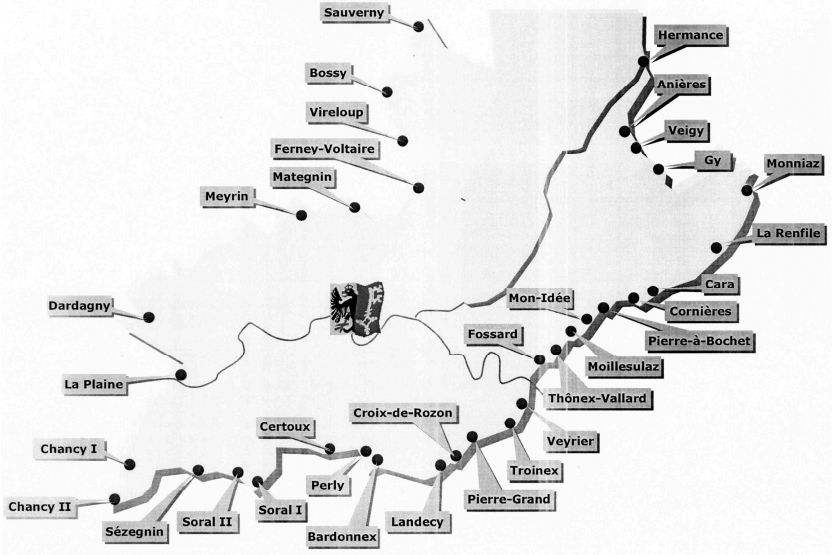 Sauverny
Hermance
Bossy
Anières
Vireloup
Veigy
Ferney-Voltaire
Gy
Monniaz
Mategnin
Meyrin
La Renfile
Cara
Mon-Idée
Dardagny
Cornières
Fossard
Pierre-à-Bochet
Moillesulaz
La Plaine
Thônex-Vallard
Croix-de-Rozon
Certoux
Veyrier
Chancy I
Troinex
Perly
Pierre-Grand
Chancy II
Soral I
Soral II
Landecy
Sézegnin
Bardonnex